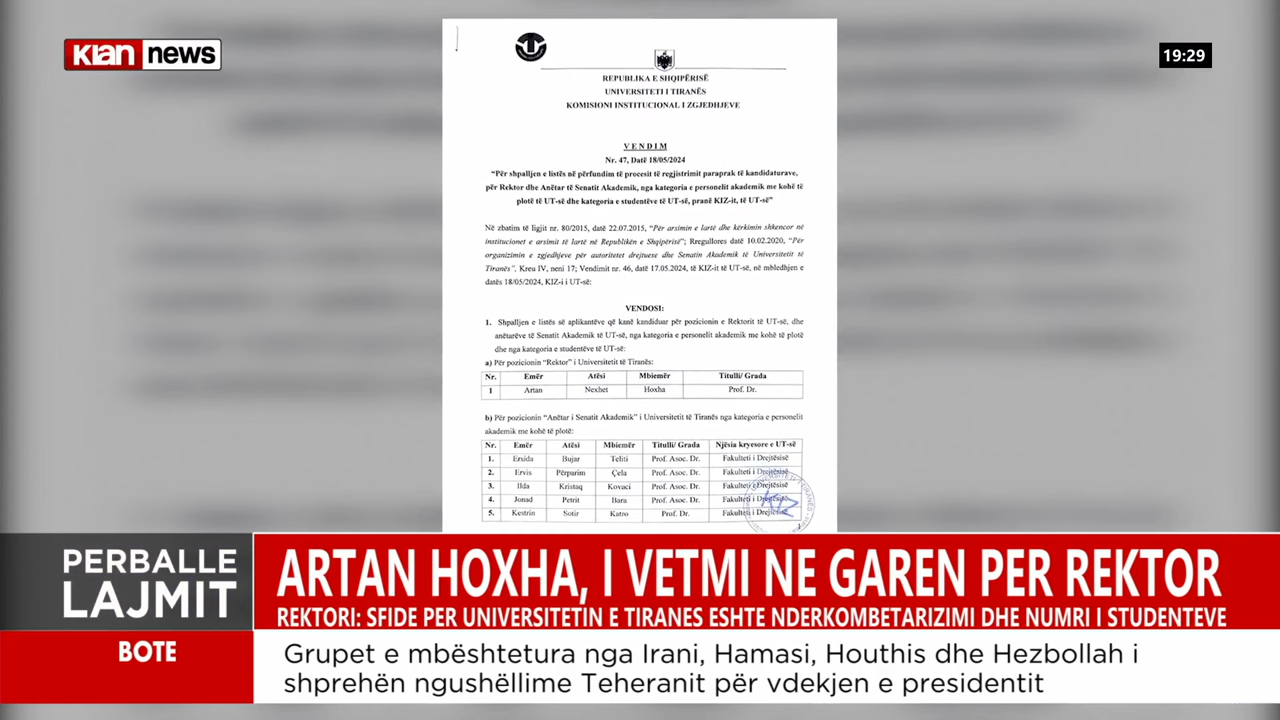 Klan news
19:29
REPUBLIKA E SHQIPËRISË
UNIVERSITETI I TIRANËS
KOMISIONI INSTITUCIONAL I ZGJEDHJEVE
VENDIM
Nr. 47, Datë 18/05/2024
“Për shpalljen e listës në përfundim të procesit të regjistrimit paraprak të kandidaturave,
për Rektor dhe Anëtar të Senatit Akademik, nga kategoria e personelit akademik me kohë të
plotë të UT-së dhe kategoria e studentëve të UT-së, pranë KIZ-it, të UT-së”
Në zbatim të ligjit nr. 80/2015, datë 22.07.2015, “Për arsimin e lartë dhe kërkimin shkencor në
institucionet e arsimit të lartë në Republikën e Shqipërisë”; Rregullores datë 10.02.2020, “Për
organizimin e zgjedhjeve për autoritetet drejtuese dhe Senatin Akademik të Universitetit të
Tiranës”, Kreu IV, neni 17; Vendimit nr. 46, datë 17.05.2024, të KIZ-it të UT-së, në mbledhjen e
datës 18/05/2024, KIZ-i i UT-së:
VENDOSI:
1. Shpalljen e listës së aplikantëve që kanë kandiduar për pozicionin e Rektorit të UT-së, dhe
anëtarëve të Senatit Akademik të UT-së, nga kategoria e personelit akademik me kohë të plotë
dhe nga kategoria e studentëve të UT-së:
a) Për pozicionin “Rektor” i Universitetit të Tiranës:
Nr. Emër Atësi Mbiemër Titulli/ Grada
1 Artan Nexhet Hoxha Prof. Dr.
b) Për pozicionin “Anëtar i Senatit Akademik” i Universitetit të Tiranës nga kategoria e personelit
akademik me kohë të plotë:
Nr. Emër Atësi Mbiemër Titulli/ Grada Njësia kryesore e UT-së
1. Ersida Bujar Teliti Prof. Asoc. Dr. Fakulteti i Drejtësisë
2. Ervis Përparim Çela Prof. Asoc. Dr. Fakulteti i Drejtësisë
3. Ilda Kristaq Kovaci Prof. Asoc. Dr. Fakulteti i Drejtësisë
4. Jonad Petrit Bara Prof. Asoc. Dr. Fakulteti i Drejtësisë
5. Kestrin Sotir Katro Prof. Dr. Fakulteti i Drejtësisë
KIZ
PERBALLE
LAJMIT
ARTAN HOXHA, I VETMI NE GAREN PER REKTOR
REKTORI: SFIDE PER UNIVERSITETIN E TIRANES ESHTE NDERKOMBETARIZIMI DHE NUMRI I STUDENTEVE
BOTE
Grupet e mbështetura nga Irani, Hamasi, Houthis dhe Hezbollah i
shprehën ngushëllime Teheranit për vdekjen e presidentit